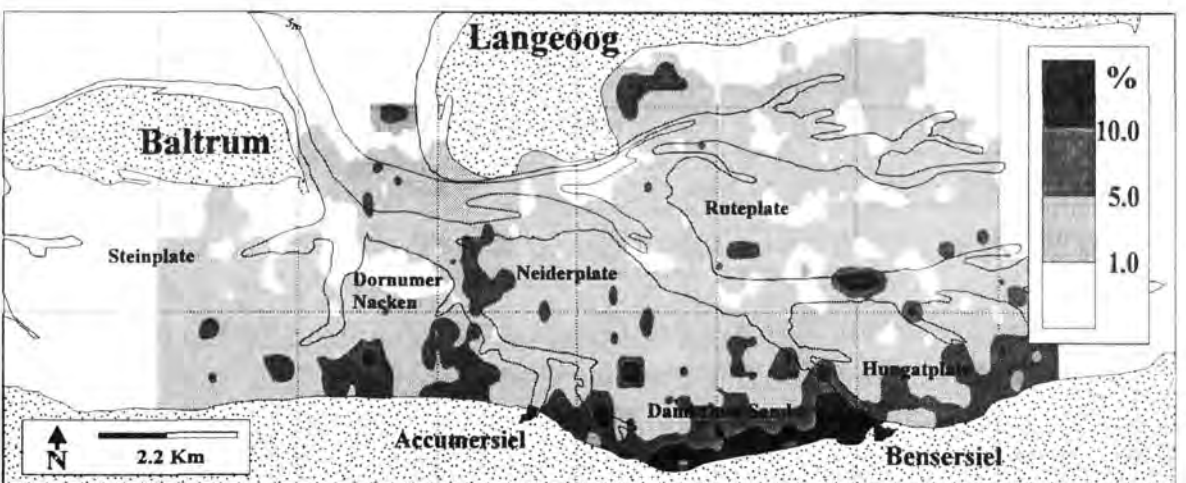 5m
Langeoog
%
10.0
5.0
1.0
Baltrum
Ruteplate
Steinplate
Dornumer
Nacken
Neiderplate
Hungatplate
Accumersiel
Bensersiel
N
2.2 Km